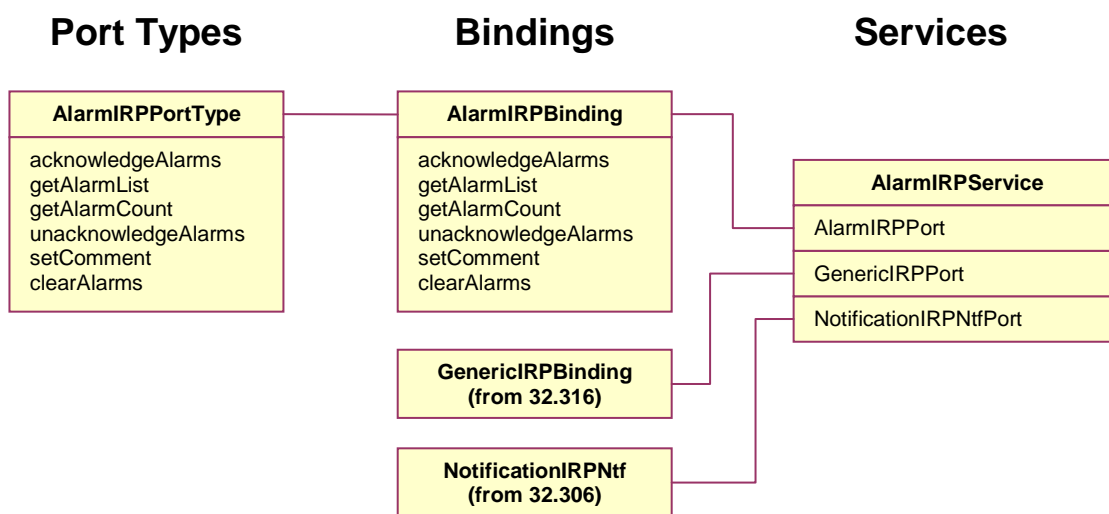 Port Types
Bindings
Services
AlarmIRPPortType
acknowledgeAlarms
getAlarmList
getAlarmCount
unacknowledgeAlarms
setComment
clearAlarms
AlarmIRPBinding
acknowledgeAlarms
getAlarmList
getAlarmCount
unacknowledgeAlarms
setComment
clearAlarms
GenericIRPBinding
(from 32.316)
NotificationIRPNtf
(from 32.306)
AlarmIRPService
AlarmIRPPort
GenericIRPPort
NotificationIRPNtfPort